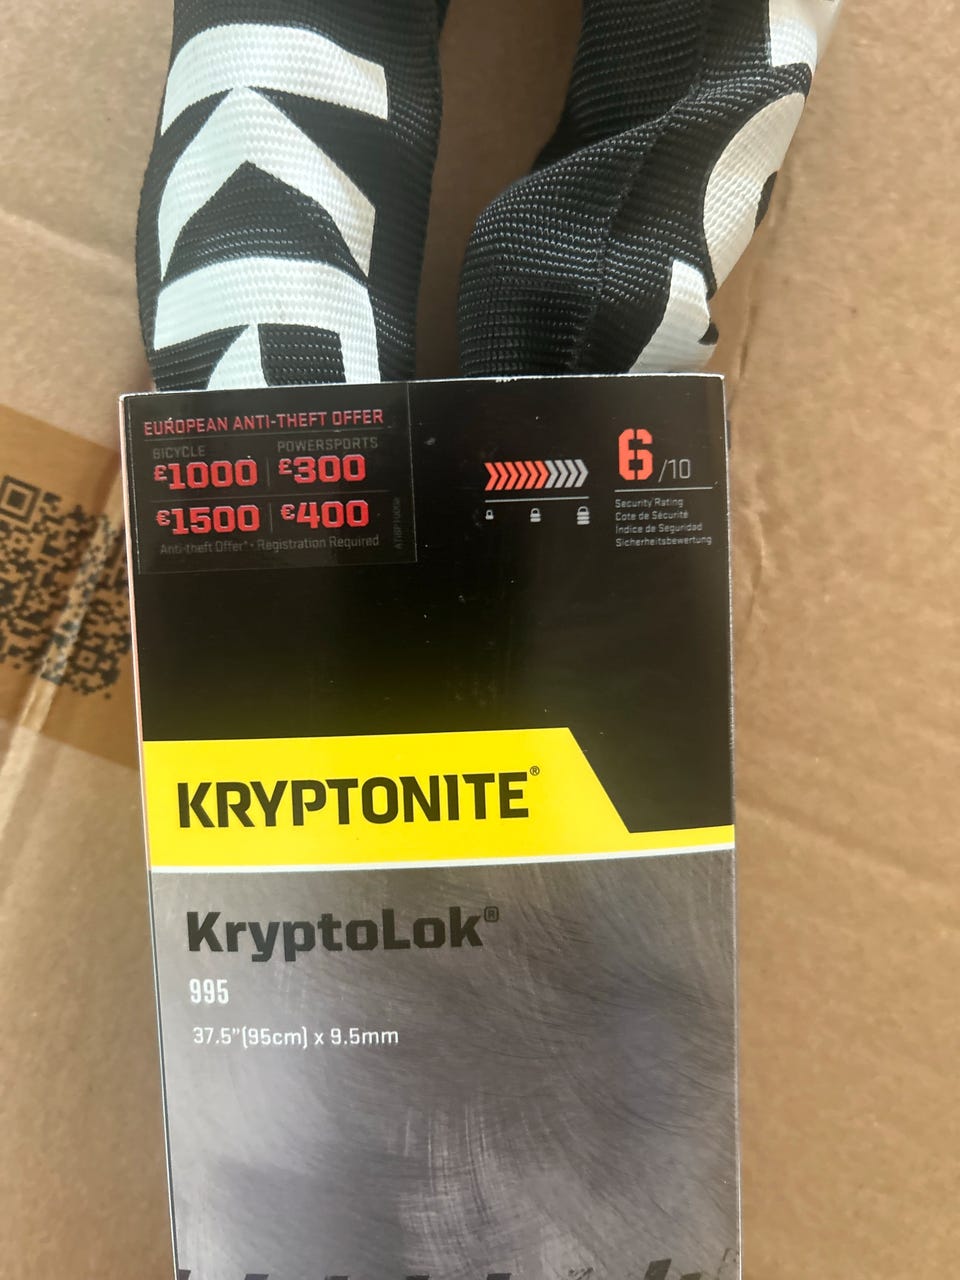 EUROPEAN ANTI-THEFT OFFER
BICYCLE
POWERSPORTS
£1000
£300
€1500
€400
Anti-theft Offer* • Registration Required
6/10
Security Rating
Cote de Sécurité
Indice de Seguridad
Sicherheitsbewertung
KRYPTONITE®
KryptoLok®
995
37.5"(95cm) x 9.5mm